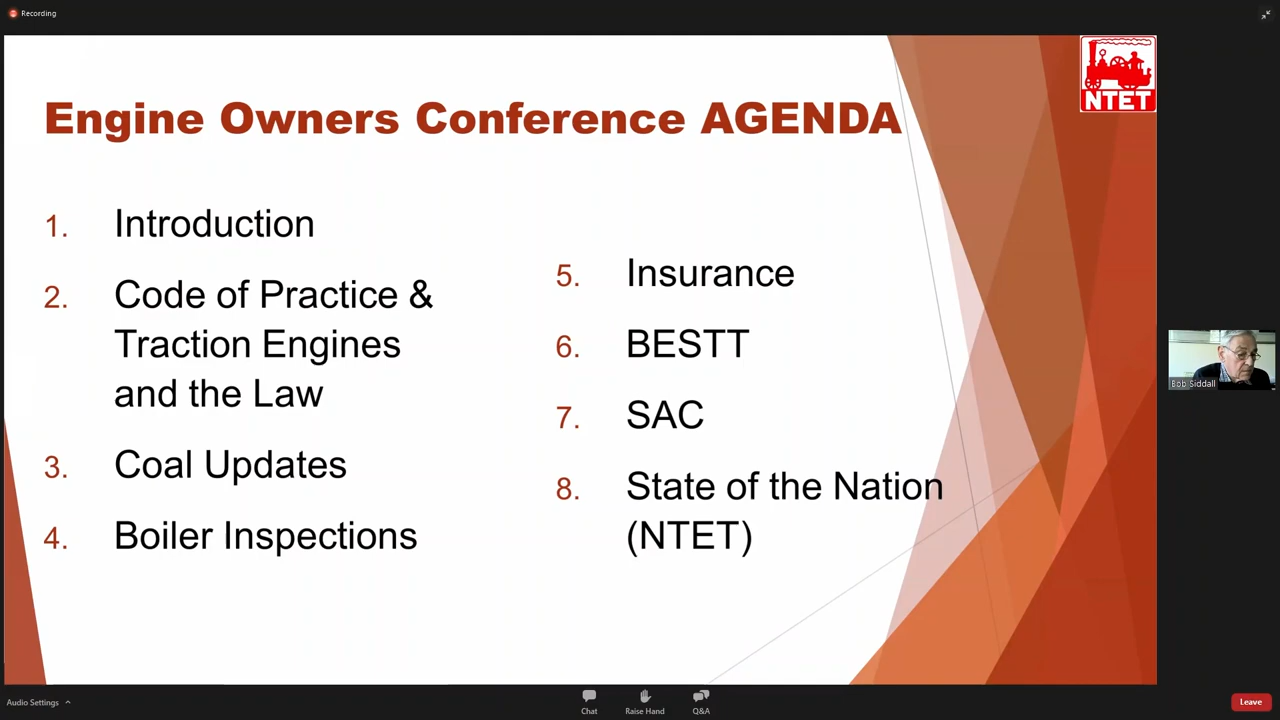 Recording
NTET
Engine Owners Conference AGENDA
1. Introduction
2. Code of Practice &
Traction Engines
and the Law
3. Coal Updates
4. Boiler Inspections
5. Insurance
6. BESTT
7. SAC
8. State of the Nation
(NTET)
Bob Siddall
Audio Settings
Chat
Raise Hand
Q&A
Leave